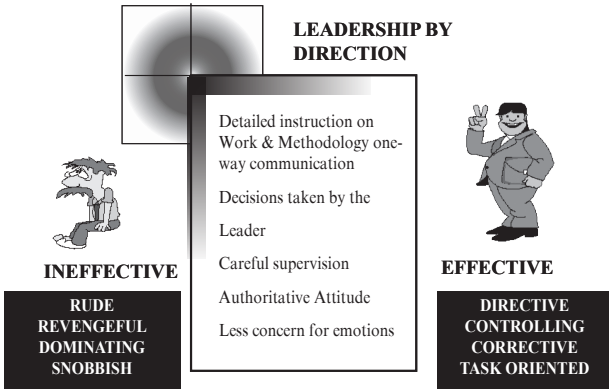 LEADERSHIP BY
DIRECTION
Detailed instruction on
Work & Methodology one-
way communication
Decisions taken by the
Leader
Careful supervision
Authoritative Attitude
Less concern for emotions
INEFFECTIVE
RUDE
REVENGEFUL
DOMINATING
SNOBBISH
EFFECTIVE
DIRECTIVE
CONTROLLING
CORRECTIVE
TASK ORIENTED